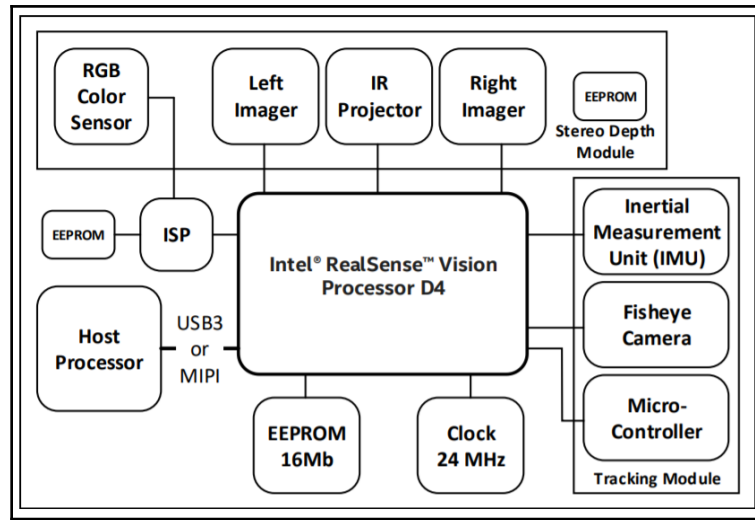 RGB
Color
Sensor
Left
Imager
IR
Projector
Right
Imager
EEPROM
Stereo Depth
Module
EEPROM
ISP
Intel® RealSense™ Vision
Processor D4
Inertial
Measurement
Unit (IMU)
Host
Processor
USB3
or
MIPI
Fisheye
Camera
EEPROM
16Mb
Clock
24 MHz
Micro-
Controller
Tracking Module